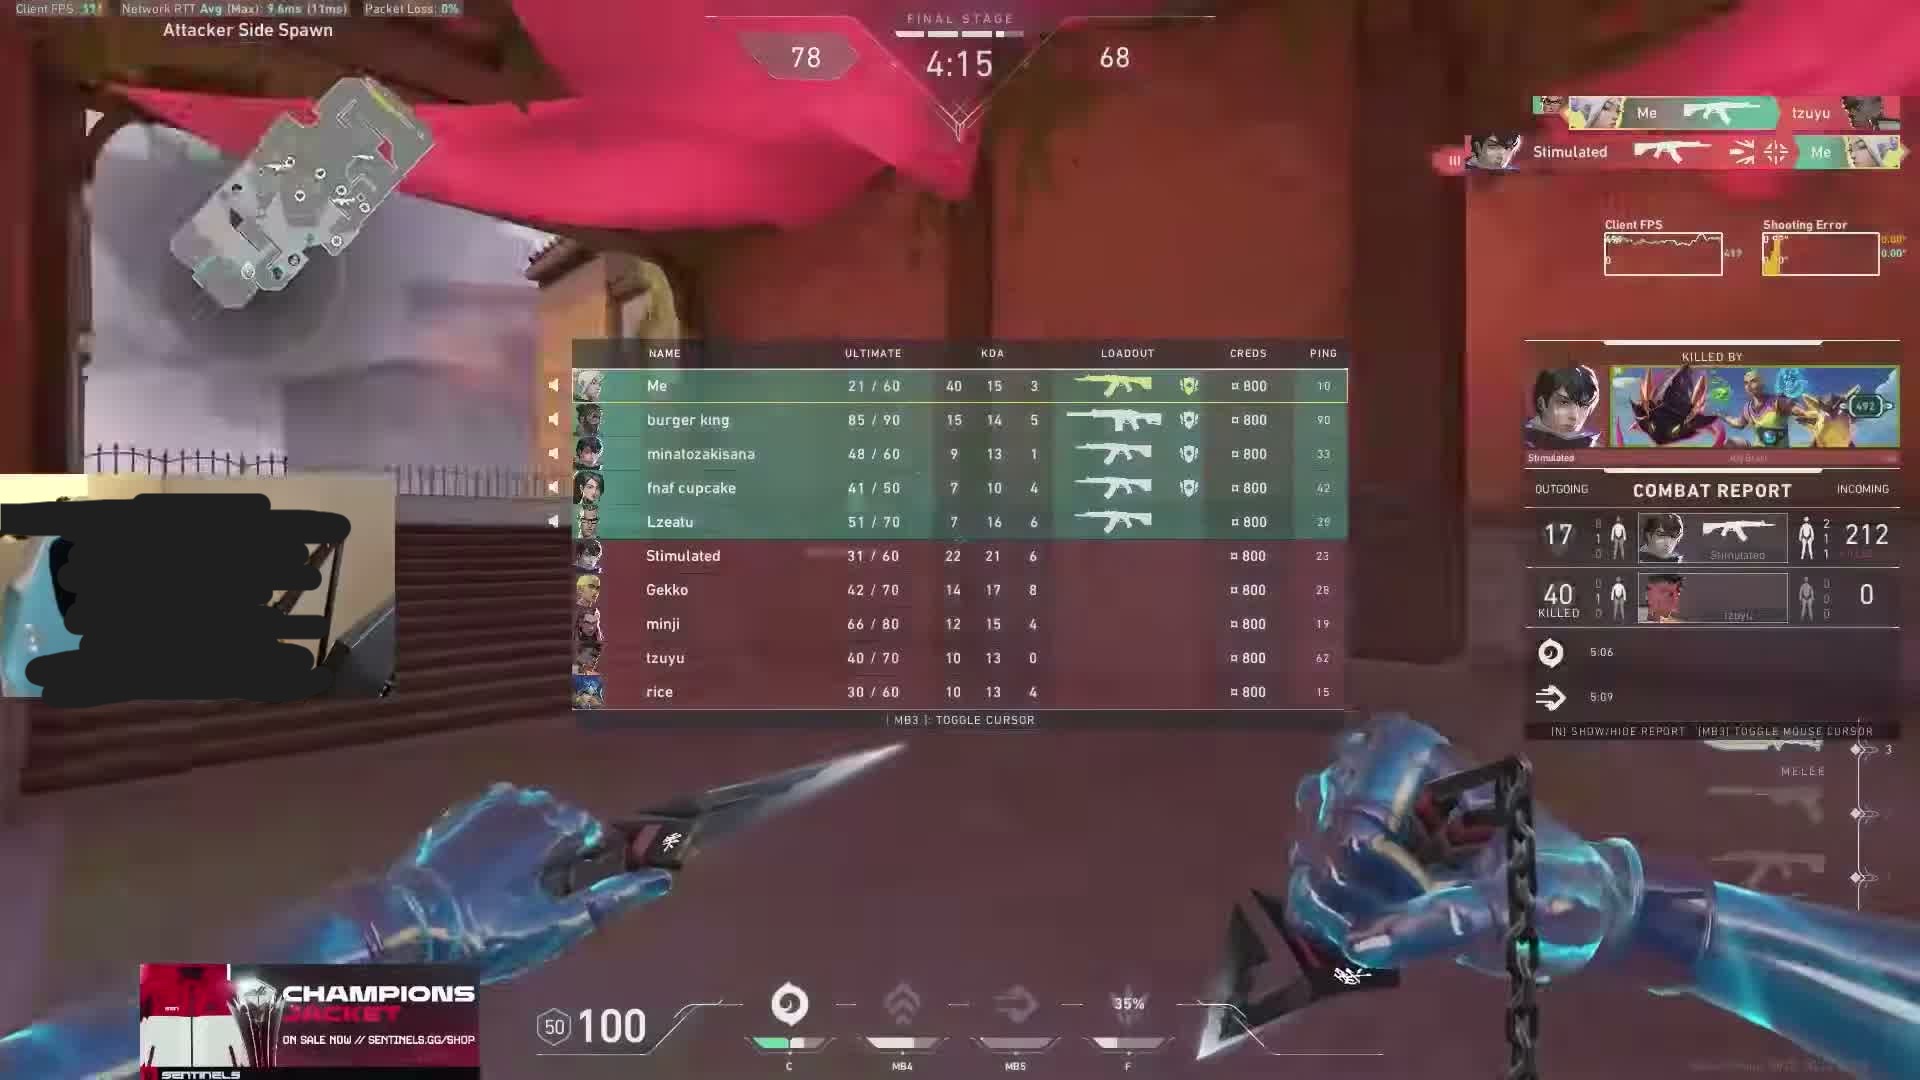 Client FPS
Network RTT Avg (Max): 9.6ms (11ms)
Packet Loss: 0%
Attacker Side Spawn
FINAL STAGE
78
4:15
68
Me
tzuyu
Stimulated
Me
Client FPS
419
Shooting Error
0.00°
0.00°
NAME ULTIMATE KDA LOADOUT CREDS PING
Me 21 / 60 40 15 3 ¤ 800 10
burger king 85 / 90 15 14 5 ¤ 800 90
minatozakisana 48 / 60 9 13 1 ¤ 800 33
fnaf cupcake 41 / 50 7 10 4 ¤ 800 42
Lzeatu 51 / 70 7 16 6 ¤ 800
Stimulated 31 / 60 22 21 6 ¤ 800 23
Gekko 42 / 70 14 17 8 ¤ 800 28
minji 66 / 80 12 15 4 ¤ 800 19
tzuyu 40 / 70 10 13 0 ¤ 800 62
rice 30 / 60 10 13 4 ¤ 800 15
[ MB3 ]: TOGGLE CURSOR
KILLED BY
492
Stimulated
OUTGOING COMBAT REPORT INCOMING
17 Stimulated 212
40 KILLED tzuyu 0
5:06
5:09
[N] SHOW/HIDE REPORT [MB3] TOGGLE MOUSE CURSOR
3
MELEE
CHAMPIONS
JACKET
ON SALE NOW // SENTINELS.GG/SHOP
SENTINELS
50 100
35%
C MB4 MB5 F